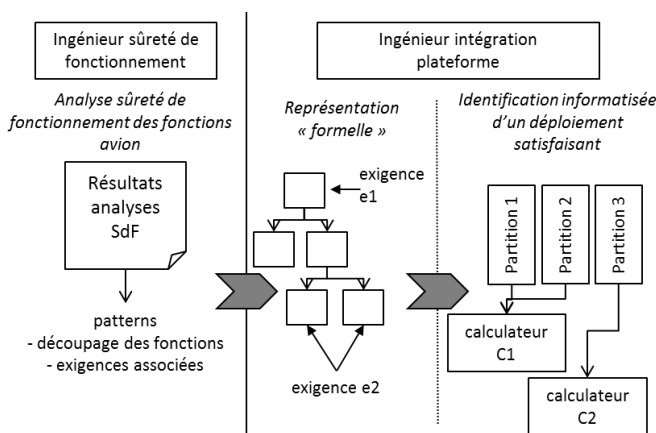 Ingénieur sûreté de
fonctionnement
Analyse sûreté de
fonctionnement des fonctions
avion
Résultats
analyses
SdF
patterns
- découpage des fonctions
- exigences associées
Ingénieur intégration
plateforme
Représentation
« formelle »
exigence
e1
exigence e2
Identification informatisée
d'un déploiement
satisfaisant
Partition 1
Partition 2
Partition 3
calculateur
C1
calculateur
C2